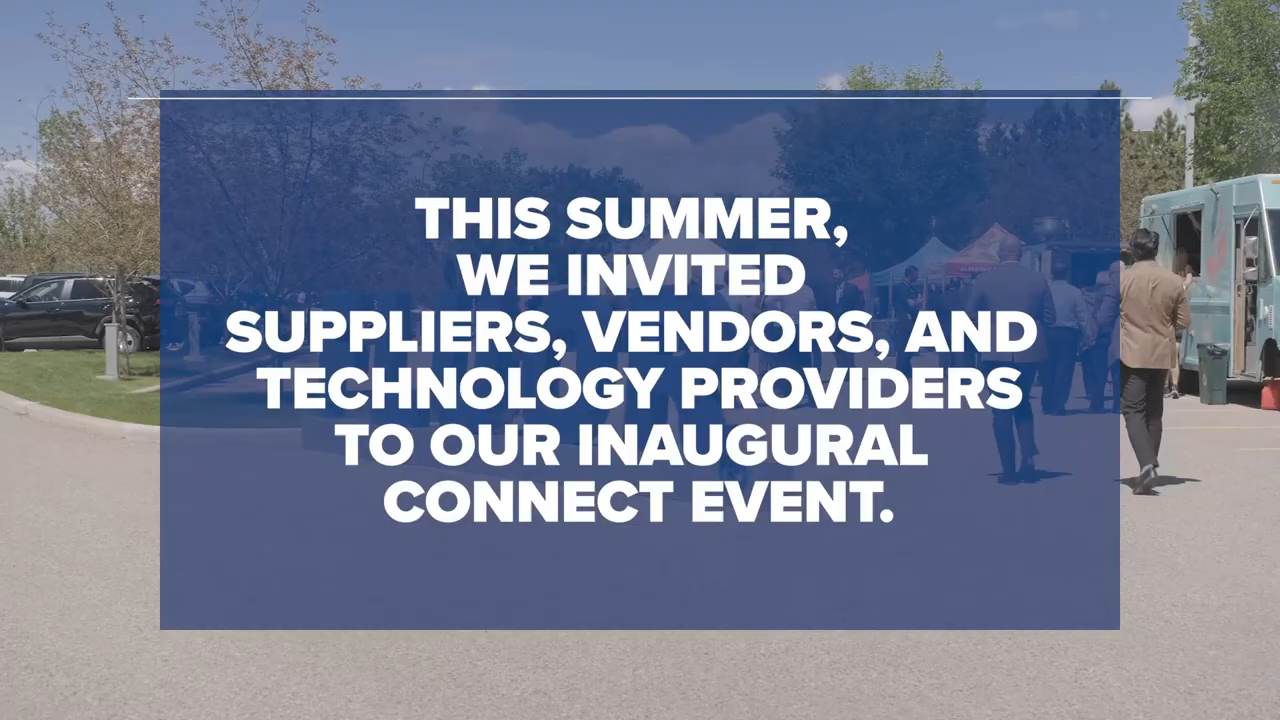 THIS SUMMER,
WE INVITED
SUPPLIERS, VENDORS, AND
TECHNOLOGY PROVIDERS
TO OUR INAUGURAL
CONNECT EVENT.